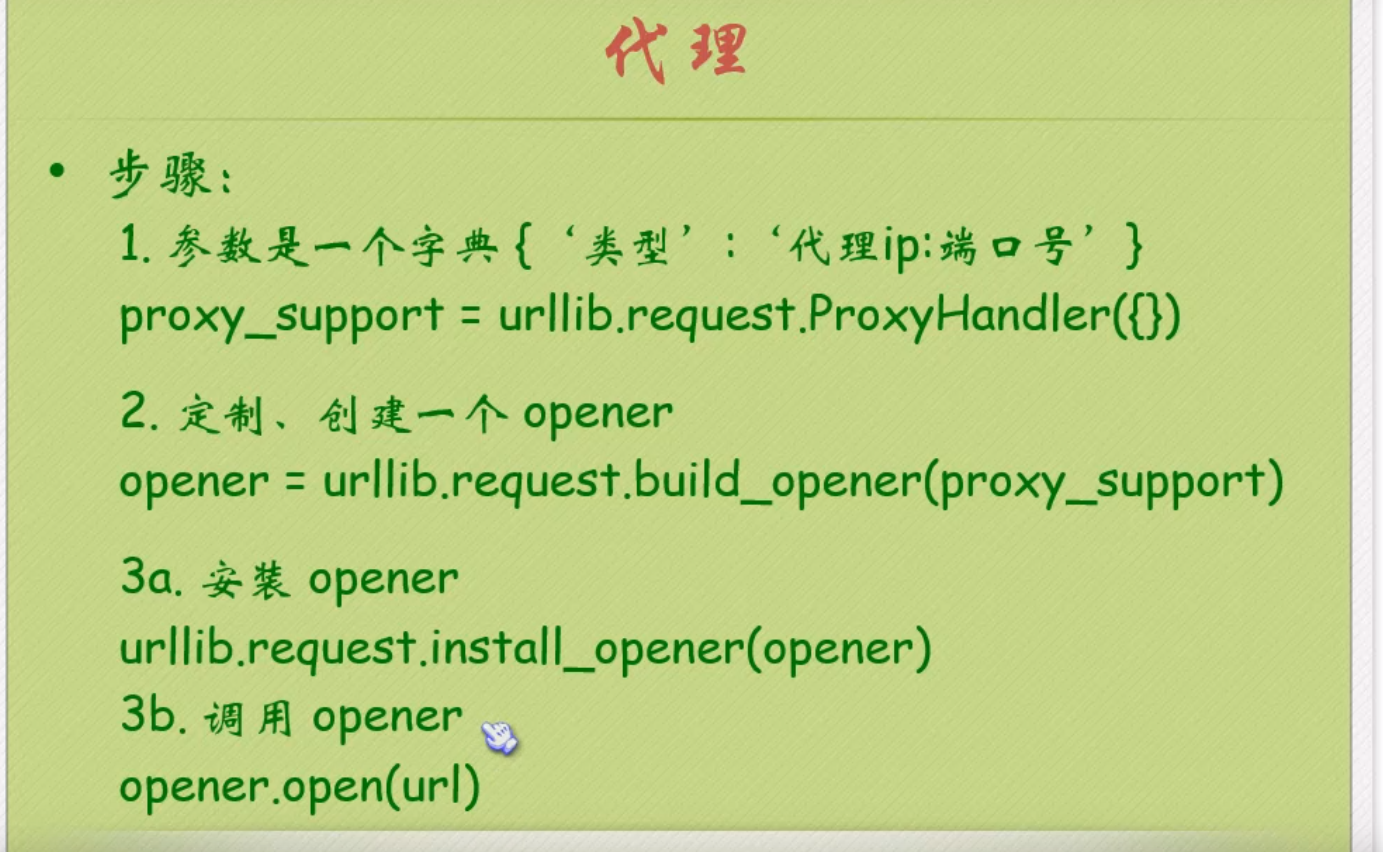 代理
• 步骤：
1. 参数是一个字典 {‘类型’:‘代理ip:端口号’}
proxy_support = urllib.request.ProxyHandler({})
2. 定制、创建一个 opener
opener = urllib.request.build_opener(proxy_support)
3a. 安装 opener
urllib.request.install_opener(opener)
3b. 调用 opener
opener.open(url)